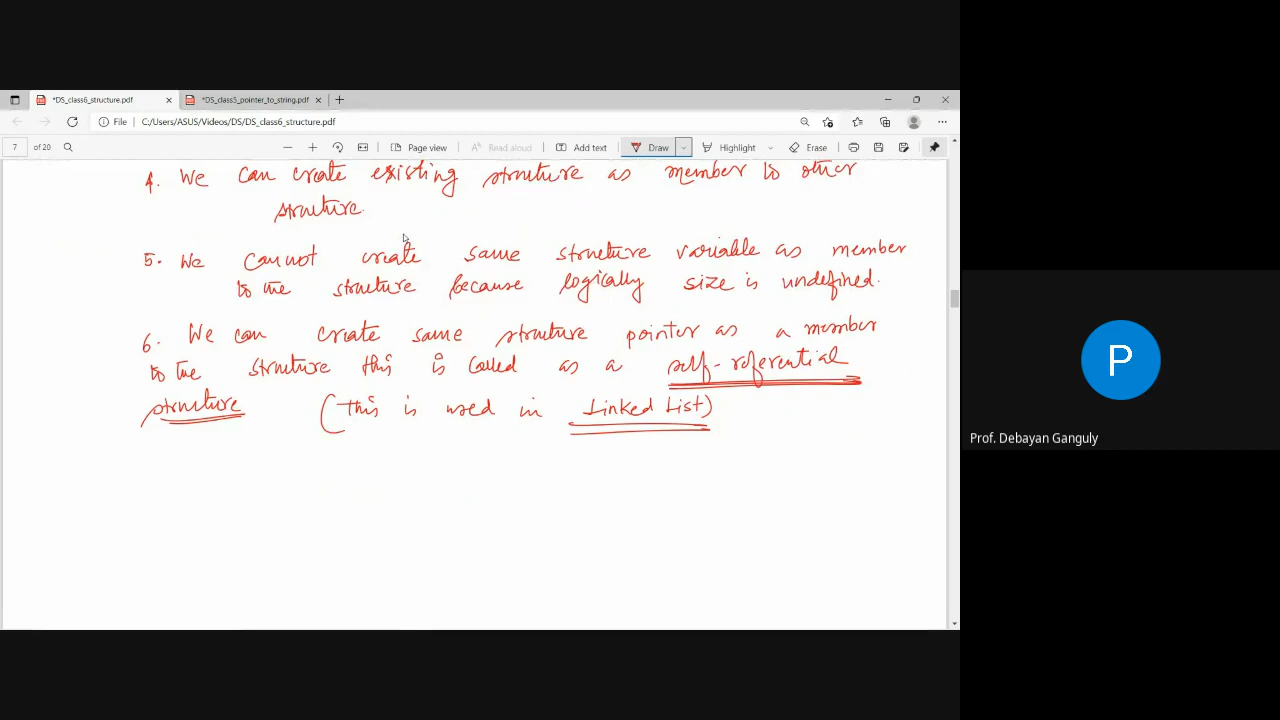 *DS_class6_structure.pdf
*DS_class5_pointer_to_string.pdf
File C:/Users/ASUS/Videos/DS/DS_class6_structure.pdf
7 of 20
Page view
Read aloud
Add text
Draw
Highlight
Erase
4. We can create existing structure as member to other
structure.
5. We cannot create same structure variable as member
to the structure because logically size is undefined.
6. We can create same structure pointer as a member
to the structure this is called as a self-referential
structure (This is used in Linked List)
P
Prof. Debayan Ganguly